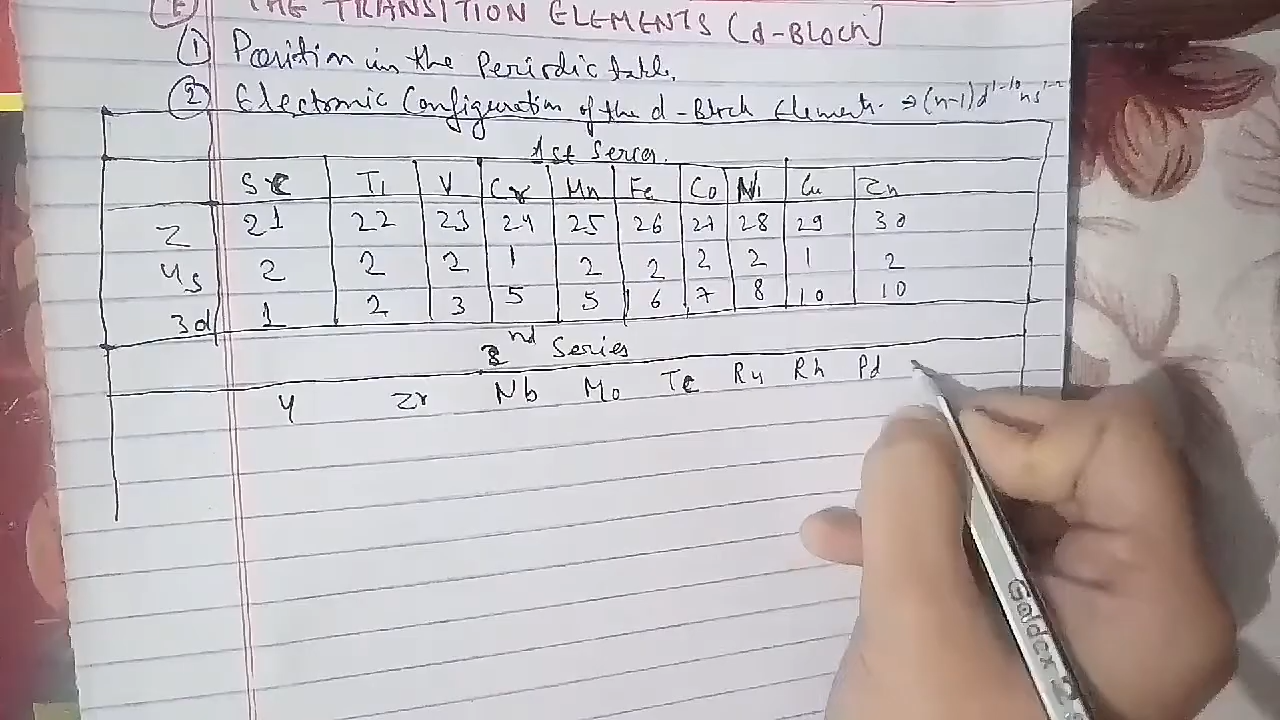 THE TRANSITION ELEMENTS (d-BLOCK]
① Position in the Periodic table.
② Electronic Configuration of the d-Block Elements. ⇒ (n-1)d¹⁻¹⁰ns¹⁻²
1st Series.
Sc Ti V Cr Mn Fe Co Ni Cu Zn
Z 21 22 23 24 25 26 27 28 29 30
4s 2 2 2 1 2 2 2 2 1 2
3d 1 2 3 5 5 6 7 8 10 10
2nd Series
Y Zr Nb Mo Tc Ru Rh Pd
Goldex